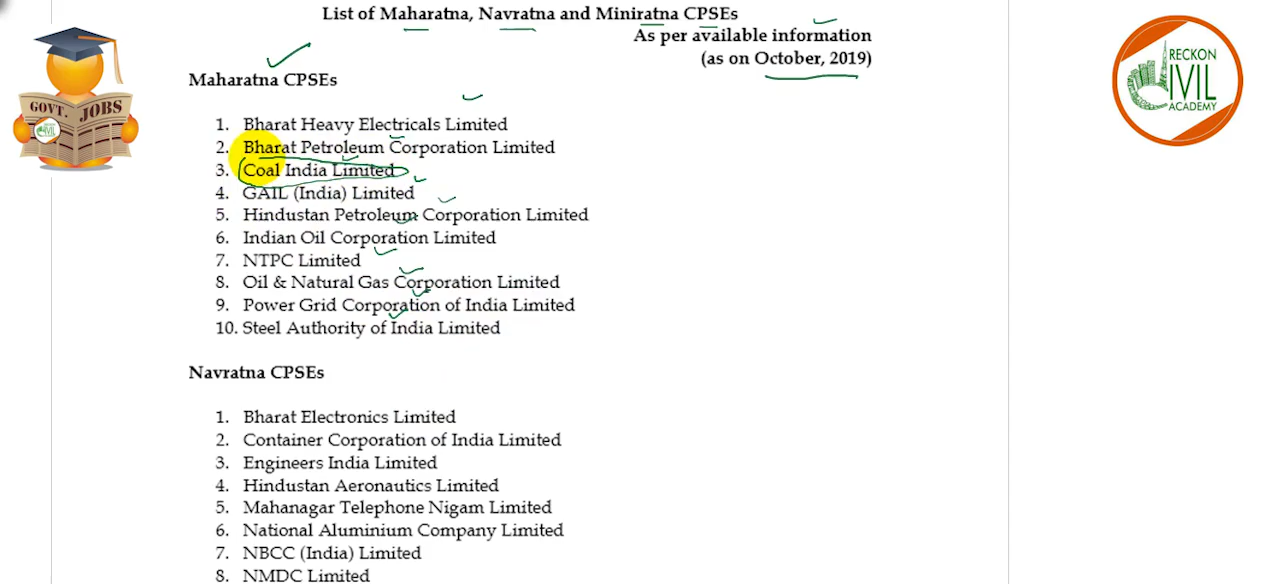 List of Maharatna, Navratna and Miniratna CPSEs
As per available information
(as on October, 2019)
GOVT. JOBS
CIVIL
RECKON
CIVIL
ACADEMY
Maharatna CPSEs
1. Bharat Heavy Electricals Limited
2. Bharat Petroleum Corporation Limited
3. Coal India Limited
4. GAIL (India) Limited
5. Hindustan Petroleum Corporation Limited
6. Indian Oil Corporation Limited
7. NTPC Limited
8. Oil & Natural Gas Corporation Limited
9. Power Grid Corporation of India Limited
10. Steel Authority of India Limited
Navratna CPSEs
1. Bharat Electronics Limited
2. Container Corporation of India Limited
3. Engineers India Limited
4. Hindustan Aeronautics Limited
5. Mahanagar Telephone Nigam Limited
6. National Aluminium Company Limited
7. NBCC (India) Limited
8. NMDC Limited